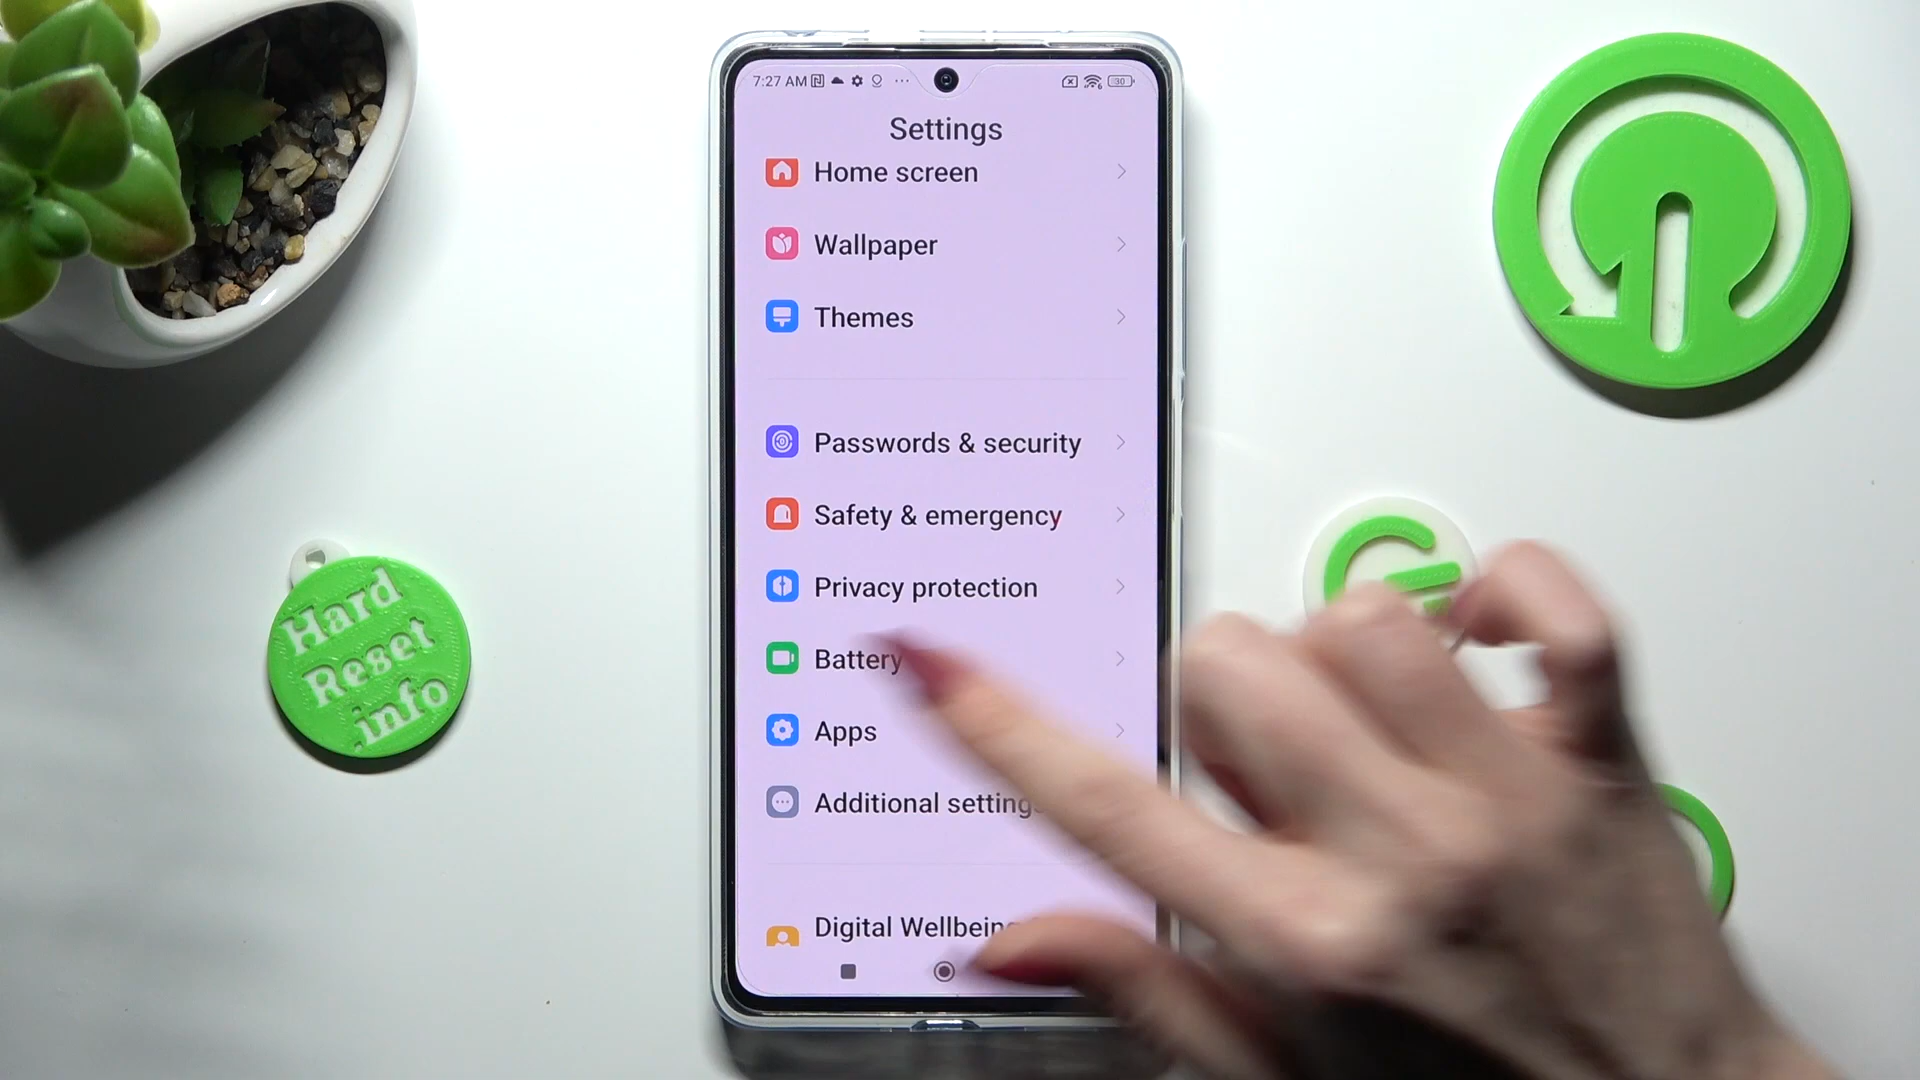 7:27 AM
30
Settings
Home screen
Wallpaper
Themes
Passwords & security
Safety & emergency
Privacy protection
Battery
Apps
Additional settings
Digital Wellbeing
Hard
Reset
.info